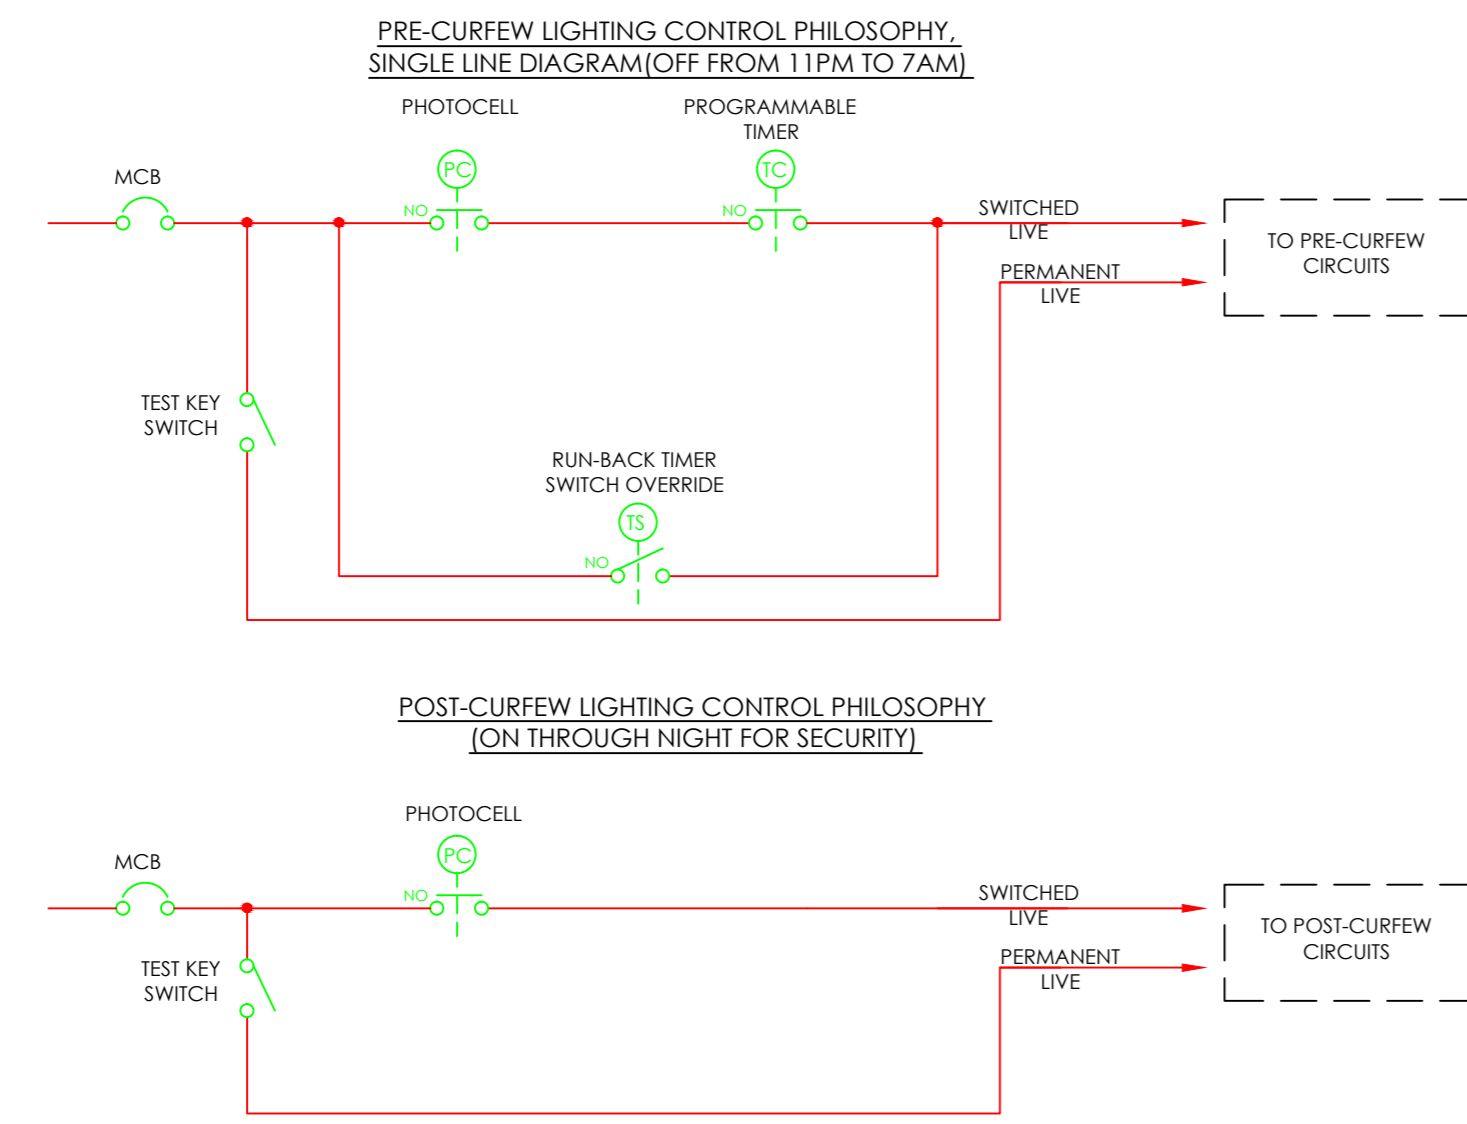 PRE-CURFEW LIGHTING CONTROL PHILOSOPHY,
SINGLE LINE DIAGRAM(OFF FROM 11PM TO 7AM)
PHOTOCELL
PROGRAMMABLE
TIMER
MCB
PC
TC
NO
NO
SWITCHED
LIVE
TO PRE-CURFEW
CIRCUITS
PERMANENT
LIVE
TEST KEY
SWITCH
RUN-BACK TIMER
SWITCH OVERRIDE
TS
NO
POST-CURFEW LIGHTING CONTROL PHILOSOPHY
(ON THROUGH NIGHT FOR SECURITY)
PHOTOCELL
MCB
PC
NO
SWITCHED
LIVE
TO POST-CURFEW
CIRCUITS
PERMANENT
LIVE
TEST KEY
SWITCH